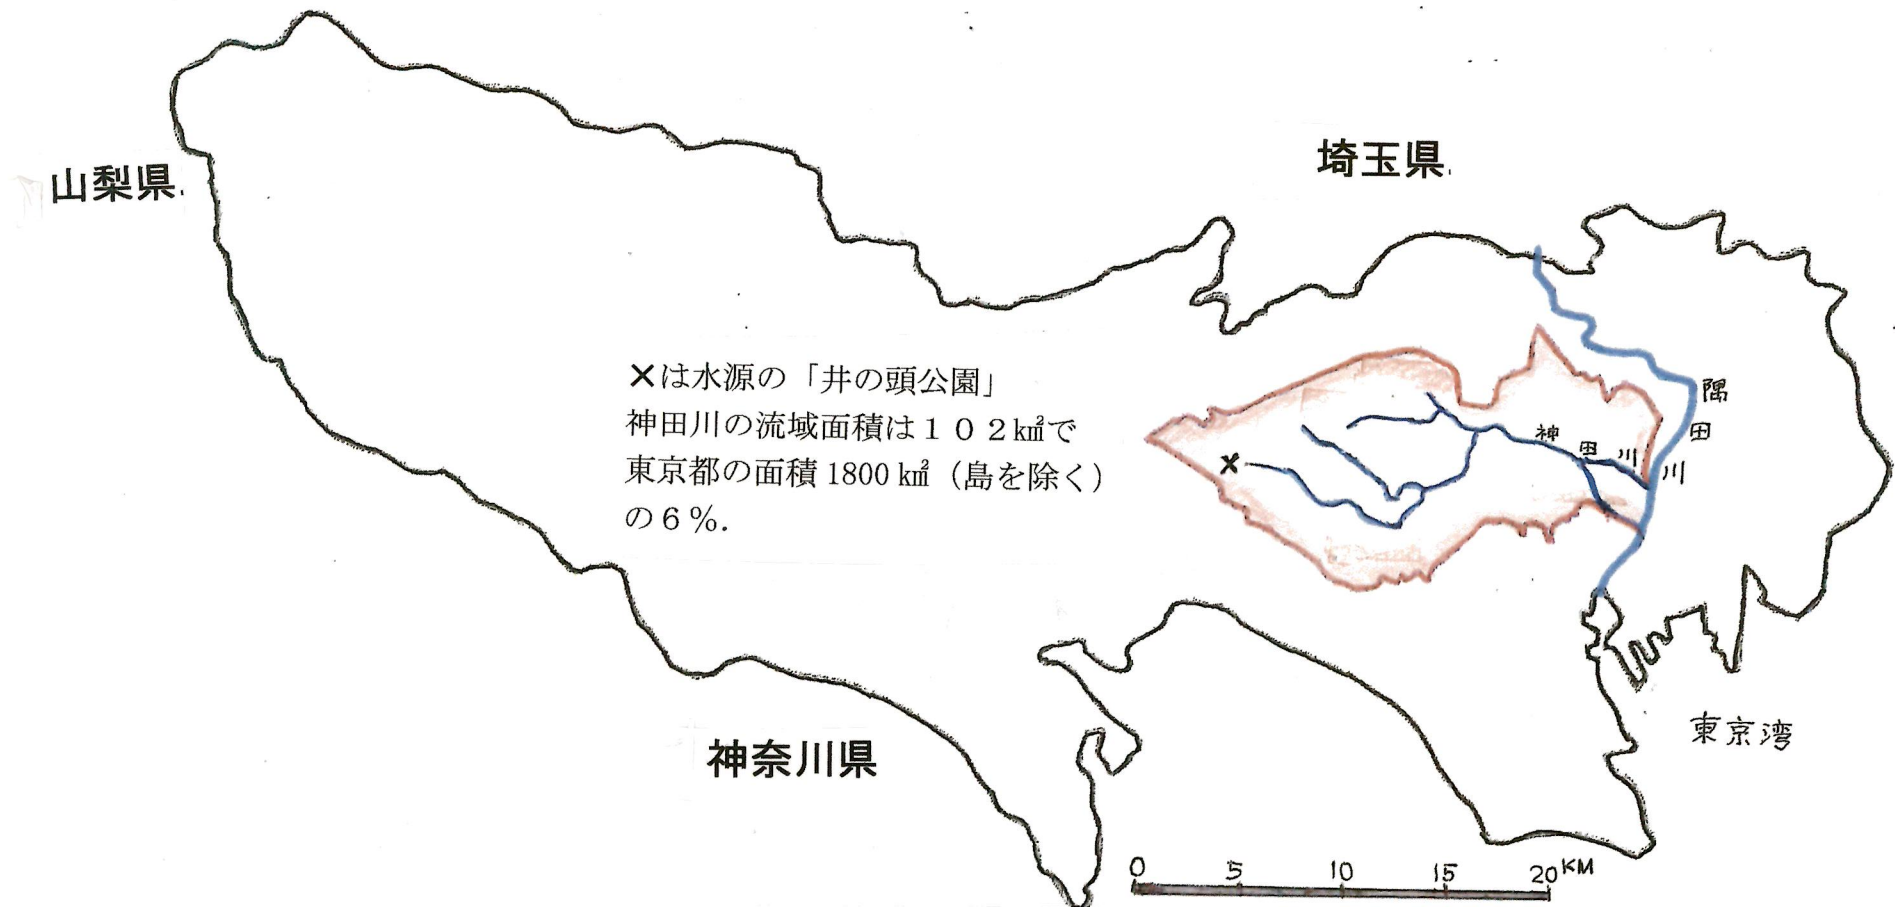 山梨県
埼玉県
×は水源の「井の頭公園」
神田川の流域面積は１０２㎢で
東京都の面積 1800 ㎢（島を除く）
の６％.
隅田川
神田川
神奈川県
東京湾
0 5 10 15 20 KM